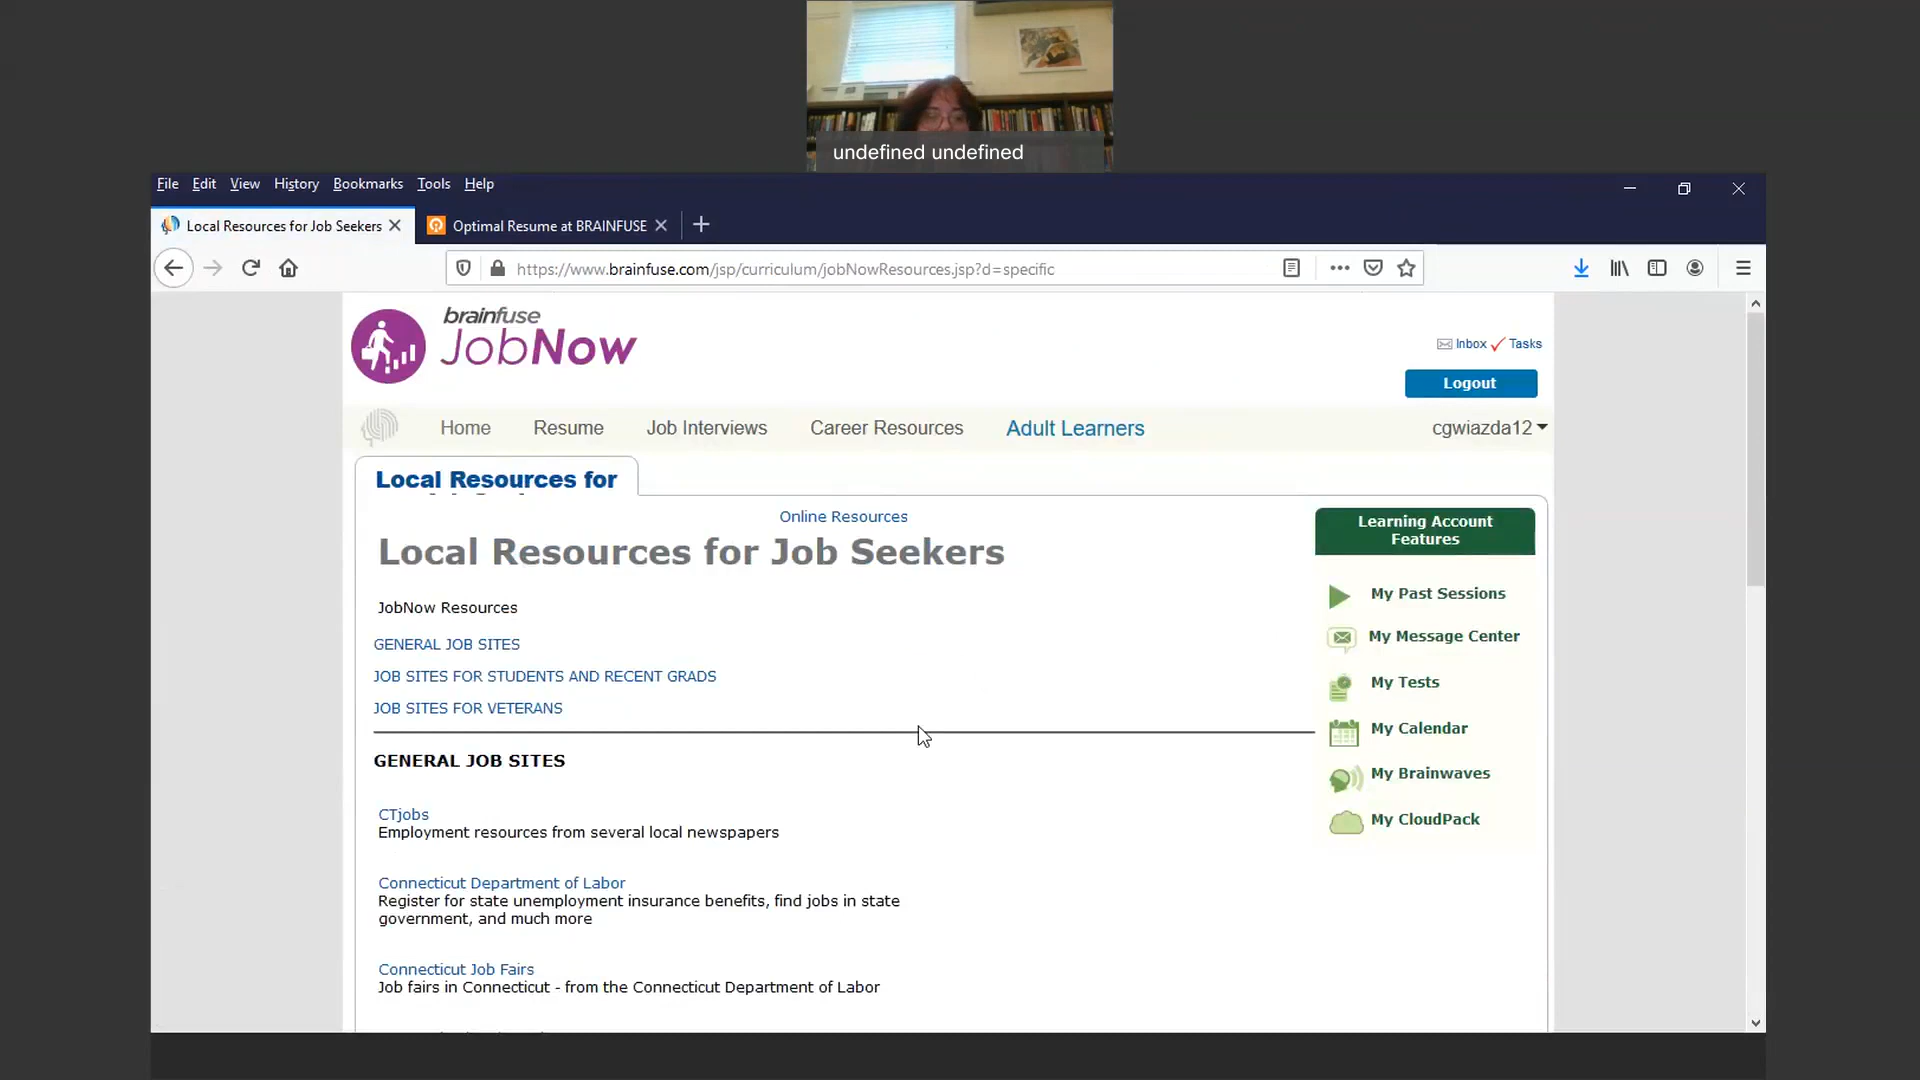 undefined undefined
File Edit View History Bookmarks Tools Help
Local Resources for Job Seekers Optimal Resume at BRAINFUSE
https://www.brainfuse.com/jsp/curriculum/jobNowResources.jsp?d=specific
brainfuse
JobNow
Inbox Tasks
Logout
Home Resume Job Interviews Career Resources Adult Learners cgwiazda12
Local Resources for
Online Resources
Local Resources for Job Seekers
JobNow Resources
GENERAL JOB SITES
JOB SITES FOR STUDENTS AND RECENT GRADS
JOB SITES FOR VETERANS
GENERAL JOB SITES
CTjobs
Employment resources from several local newspapers
Connecticut Department of Labor
Register for state unemployment insurance benefits, find jobs in state
government, and much more
Connecticut Job Fairs
Job fairs in Connecticut - from the Connecticut Department of Labor
Learning Account
Features
My Past Sessions
My Message Center
My Tests
My Calendar
My Brainwaves
My CloudPack